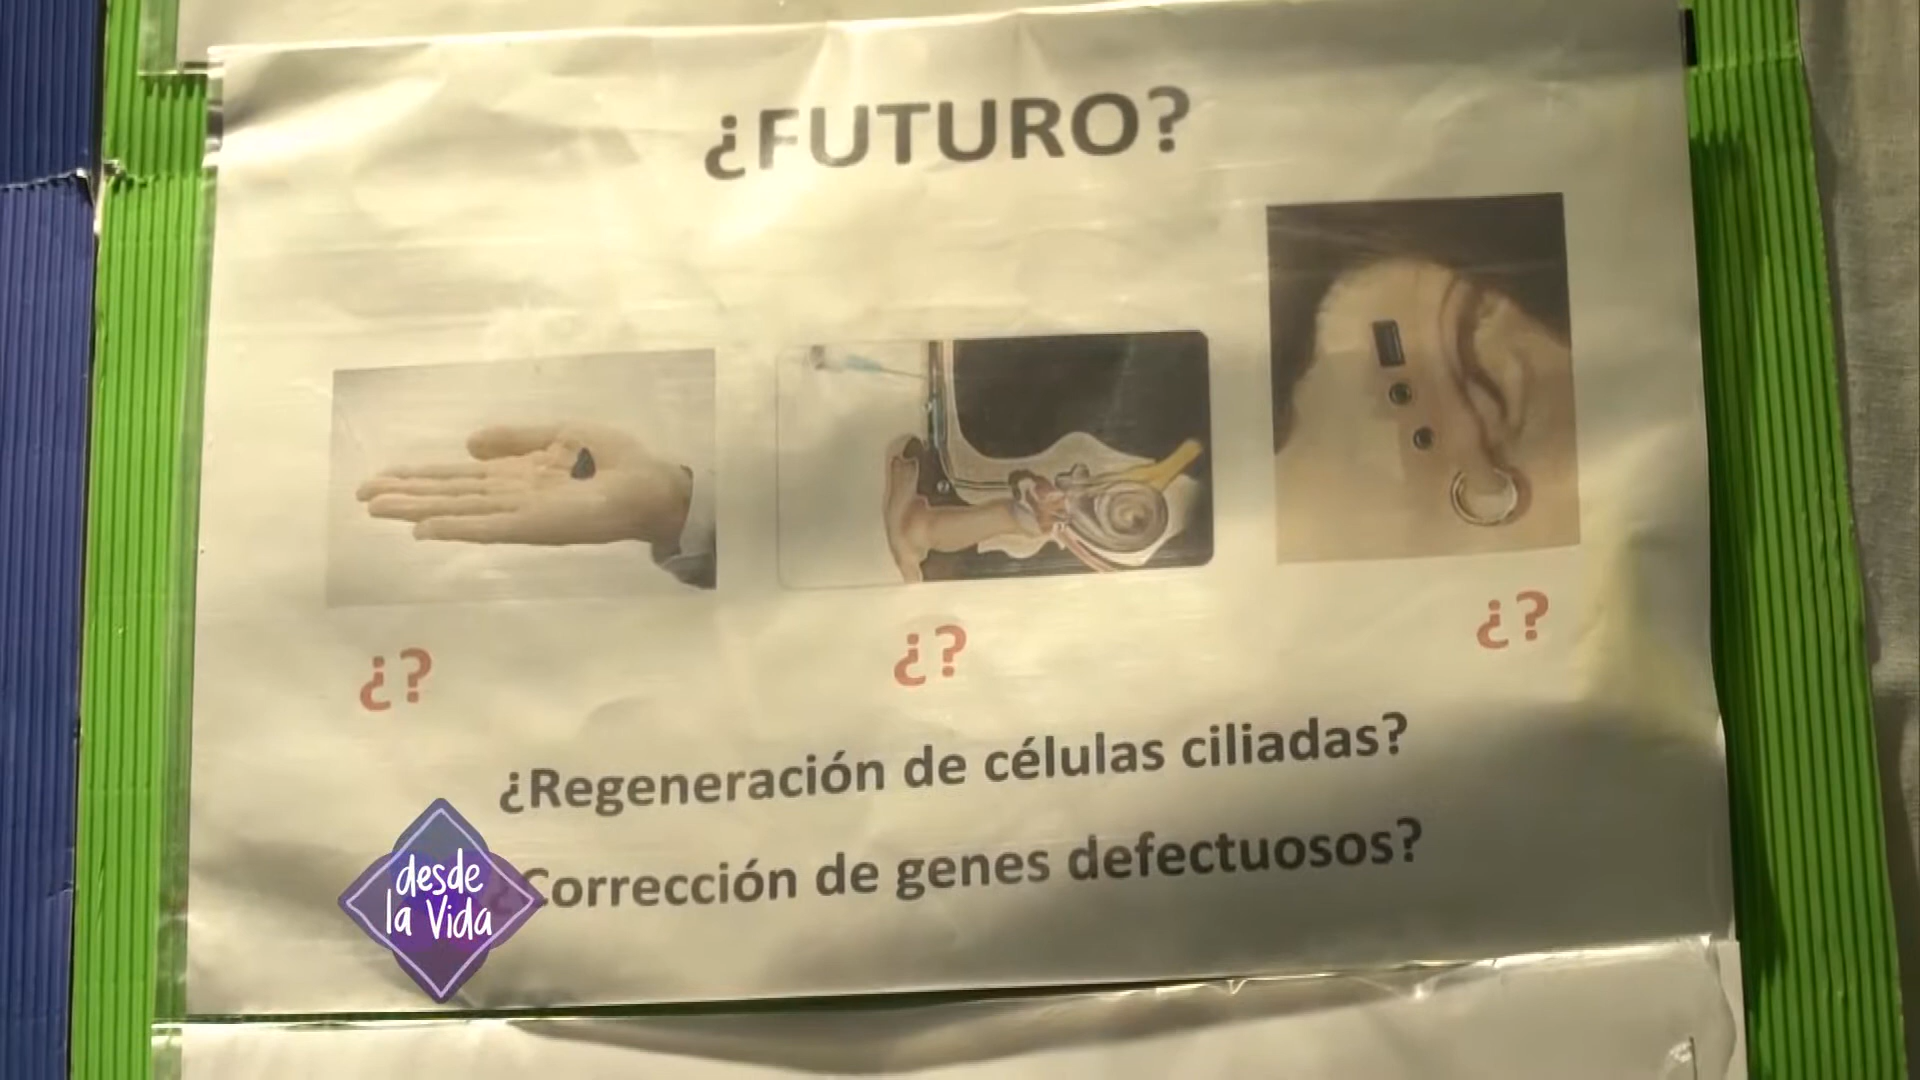 ¿FUTURO?
¿?
¿?
¿?
¿Regeneración de células ciliadas?
¿Corrección de genes defectuosos?
desde
la Vida